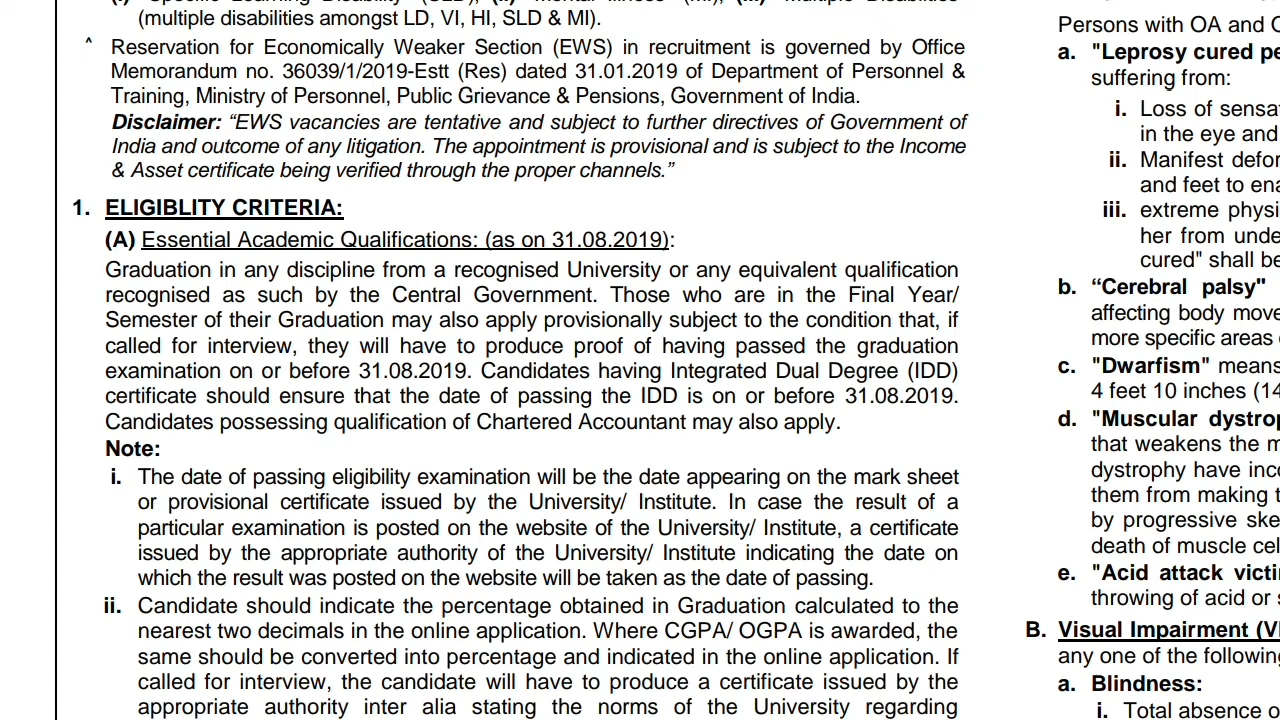 (multiple disabilities amongst LD, VI, HI, SLD & MI).
^ Reservation for Economically Weaker Section (EWS) in recruitment is governed by Office
Memorandum no. 36039/1/2019-Estt (Res) dated 31.01.2019 of Department of Personnel &
Training, Ministry of Personnel, Public Grievance & Pensions, Government of India.
Disclaimer: “EWS vacancies are tentative and subject to further directives of Government of
India and outcome of any litigation. The appointment is provisional and is subject to the Income
& Asset certificate being verified through the proper channels.”
1. ELIGIBLITY CRITERIA:
(A) Essential Academic Qualifications: (as on 31.08.2019):
Graduation in any discipline from a recognised University or any equivalent qualification
recognised as such by the Central Government. Those who are in the Final Year/
Semester of their Graduation may also apply provisionally subject to the condition that, if
called for interview, they will have to produce proof of having passed the graduation
examination on or before 31.08.2019. Candidates having Integrated Dual Degree (IDD)
certificate should ensure that the date of passing the IDD is on or before 31.08.2019.
Candidates possessing qualification of Chartered Accountant may also apply.
Note:
i. The date of passing eligibility examination will be the date appearing on the mark sheet
or provisional certificate issued by the University/ Institute. In case the result of a
particular examination is posted on the website of the University/ Institute, a certificate
issued by the appropriate authority of the University/ Institute indicating the date on
which the result was posted on the website will be taken as the date of passing.
ii. Candidate should indicate the percentage obtained in Graduation calculated to the
nearest two decimals in the online application. Where CGPA/ OGPA is awarded, the
same should be converted into percentage and indicated in the online application. If
called for interview, the candidate will have to produce a certificate issued by the
appropriate authority inter alia stating the norms of the University regarding
Persons with OA and
a. "Leprosy cured pe
suffering from:
i. Loss of sensa
in the eye and
ii. Manifest defor
and feet to ena
iii. extreme physi
her from unde
cured" shall be
b. “Cerebral palsy"
affecting body move
more specific areas
c. "Dwarfism" means
4 feet 10 inches (14
d. "Muscular dystrop
that weakens the m
dystrophy have inco
them from making t
by progressive ske
death of muscle cel
e. "Acid attack victi
throwing of acid or s
B. Visual Impairment (VI
any one of the following
a. Blindness:
i. Total absence o